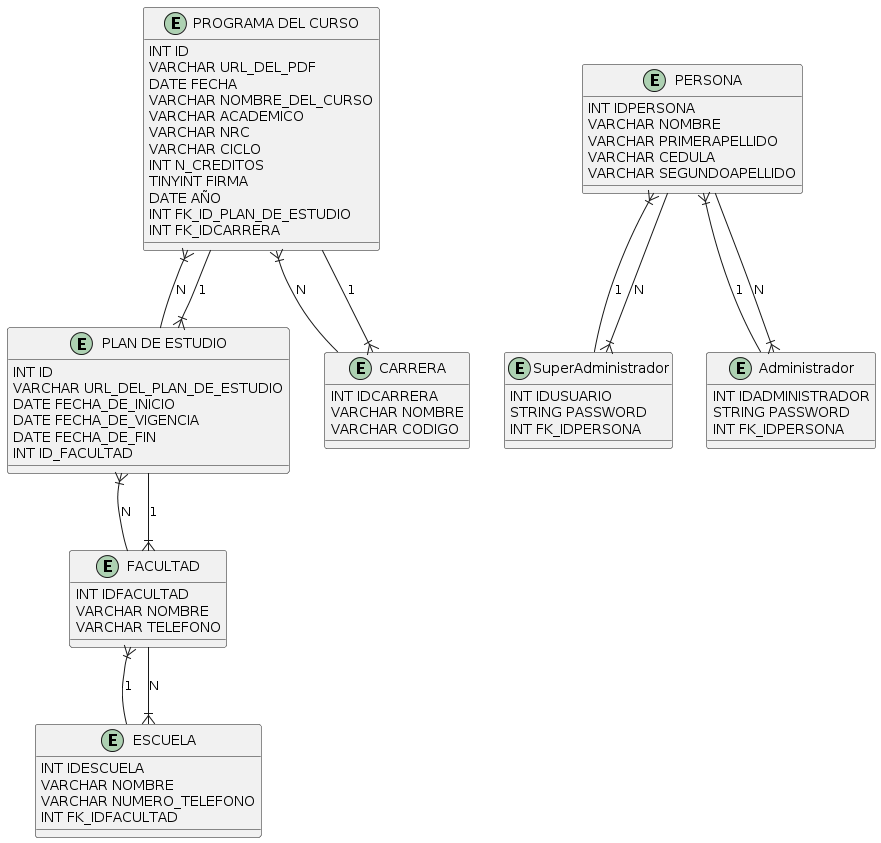 E PROGRAMA DEL CURSO
INT ID
VARCHAR URL_DEL_PDF
DATE FECHA
VARCHAR NOMBRE_DEL_CURSO
VARCHAR ACADEMICO
VARCHAR NRC
VARCHAR CICLO
INT N_CREDITOS
TINYINT FIRMA
DATE AÑO
INT FK_ID_PLAN_DE_ESTUDIO
INT FK_IDCARRERA
E PERSONA
INT IDPERSONA
VARCHAR NOMBRE
VARCHAR PRIMERAPELLIDO
VARCHAR CEDULA
VARCHAR SEGUNDOAPELLIDO
N
1
N
1
1
N
1
N
E PLAN DE ESTUDIO
INT ID
VARCHAR URL_DEL_PLAN_DE_ESTUDIO
DATE FECHA_DE_INICIO
DATE FECHA_DE_VIGENCIA
DATE FECHA_DE_FIN
INT ID_FACULTAD
E CARRERA
INT IDCARRERA
VARCHAR NOMBRE
VARCHAR CODIGO
E SuperAdministrador
INT IDUSUARIO
STRING PASSWORD
INT FK_IDPERSONA
E Administrador
INT IDADMINISTRADOR
STRING PASSWORD
INT FK_IDPERSONA
N
1
E FACULTAD
INT IDFACULTAD
VARCHAR NOMBRE
VARCHAR TELEFONO
1
N
E ESCUELA
INT IDESCUELA
VARCHAR NOMBRE
VARCHAR NUMERO_TELEFONO
INT FK_IDFACULTAD